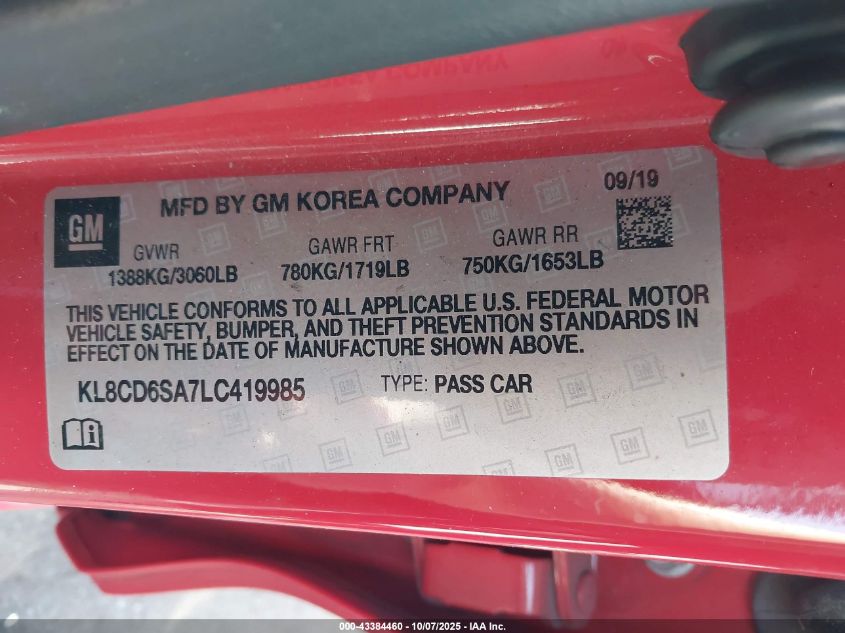 GM
MFD BY GM KOREA COMPANY
09/19
GVWR
GAWR FRT
GAWR RR
1388KG/3060LB
780KG/1719LB
750KG/1653LB
THIS VEHICLE CONFORMS TO ALL APPLICABLE U.S. FEDERAL MOTOR
VEHICLE SAFETY, BUMPER, AND THEFT PREVENTION STANDARDS IN
EFFECT ON THE DATE OF MANUFACTURE SHOWN ABOVE.
KL8CD6SA7LC419985
TYPE: PASS CAR
000-43384460 - 10/07/2025 - IAA Inc.